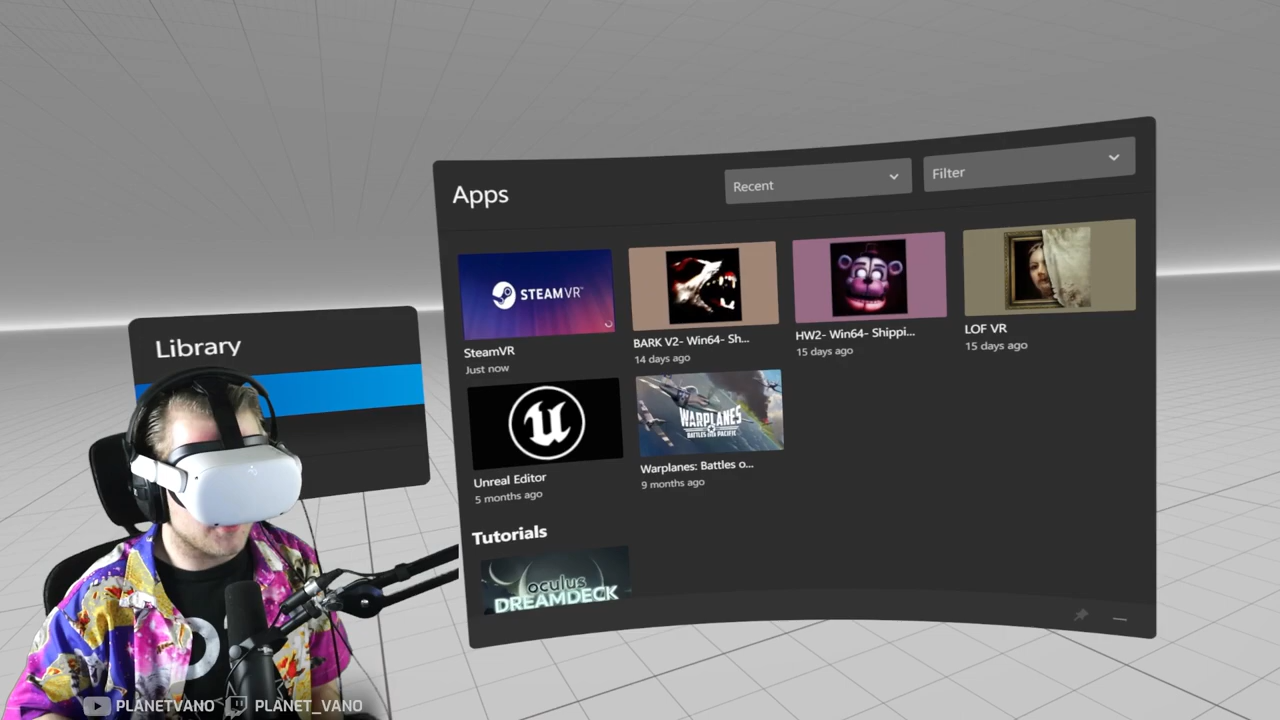 Apps
Recent
Filter
STEAMVR™
SteamVR
Just now
BARK V2- Win64- Sh...
14 days ago
HW2- Win64- Shippi...
15 days ago
LOF VR
15 days ago
Library
Unreal Editor
5 months ago
WARPLANES
BATTLES OVER PACIFIC
Warplanes: Battles o...
9 months ago
Tutorials
oculus
DREAMDECK
PLANETVANO
PLANET_VANO